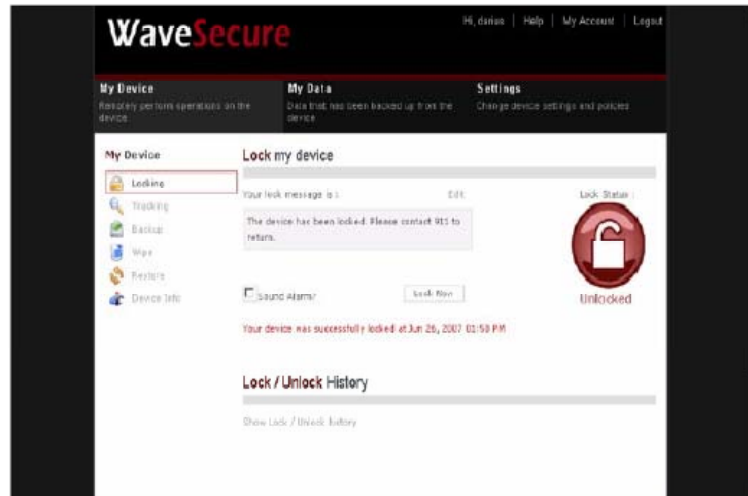 WaveSecure
Hi, darius | Help | My Account | Logout
My Device
Remotely perform operations on the device.
My Data
Data that has been backed up from the device
Settings
Change device settings and policies
My Device
Locking
Tracking
Backup
Wipe
Restore
Device Info
Lock my device
Your lock message is :
Edit
Lock Status :
The device has been locked. Please contact 911 to
return.
Sound Alarm?
Lock Now
Unlocked
Your device was successfully locked at Jun 26, 2007 01:50 PM
Lock / Unlock History
Show Lock / Unlock history